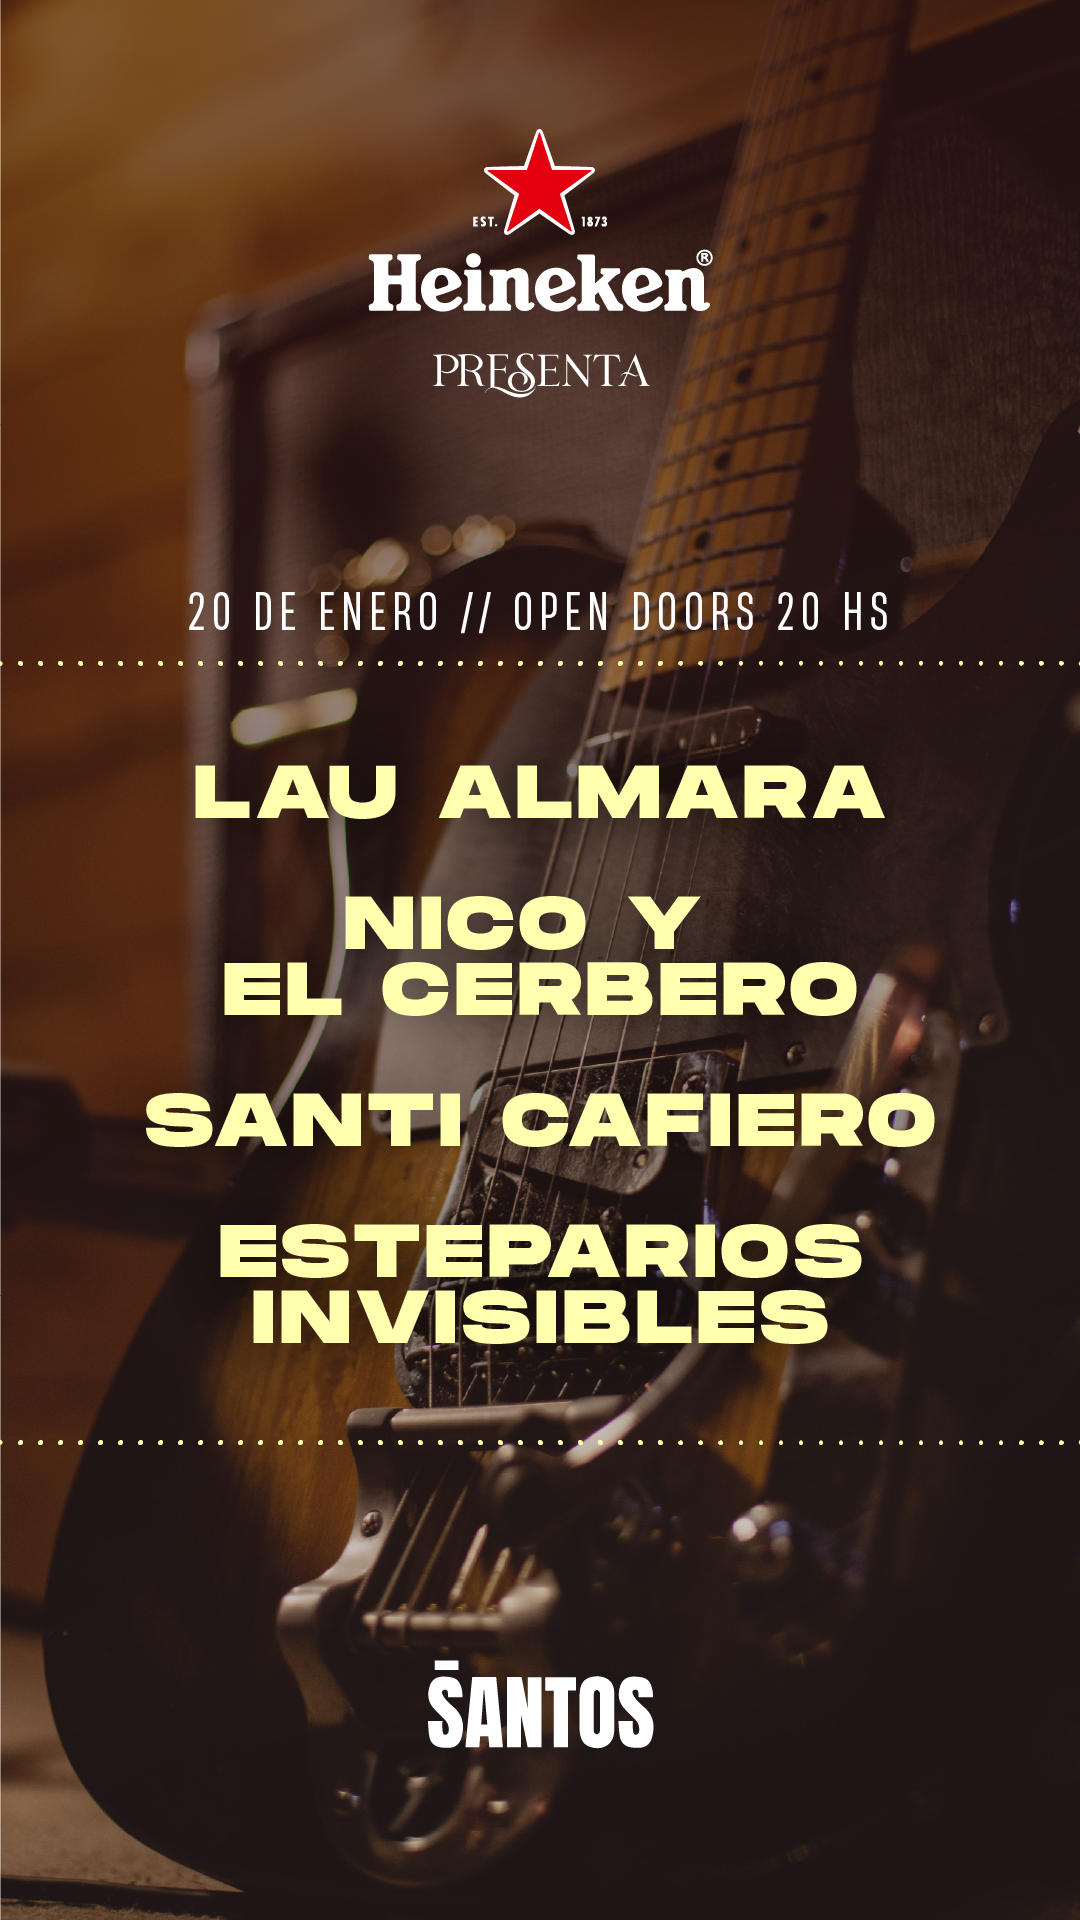 EST. 1873
Heineken®
PRESENTA
20 DE ENERO // OPEN DOORS 20 HS
LAU ALMARA
NICO Y
EL CERBERO
SANTI CAFIERO
ESTEPARIOS
INVISIBLES
S̄ANTOS